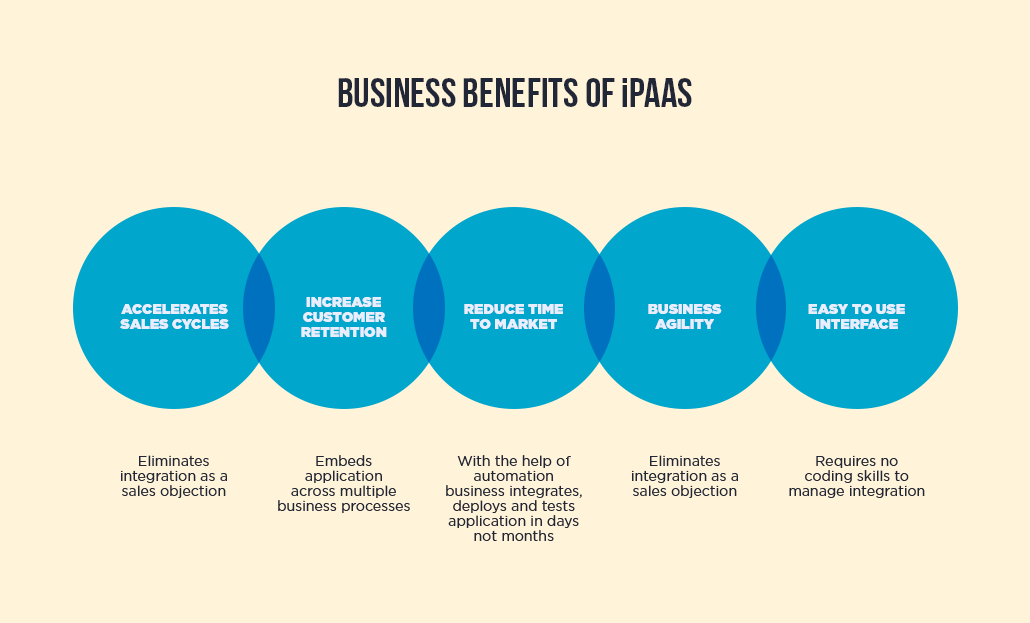 BUSINESS BENEFITS OF iPAAS
ACCELERATES
SALES CYCLES
INCREASE
CUSTOMER
RETENTION
REDUCE TIME
TO MARKET
BUSINESS
AGILITY
EASY TO USE
INTERFACE
Eliminates
integration as a
sales objection
Embeds
application
across multiple
business processes
With the help of
automation
business integrates,
deploys and tests
application in days
not months
Eliminates
integration as a
sales objection
Requires no
coding skills to
manage integration